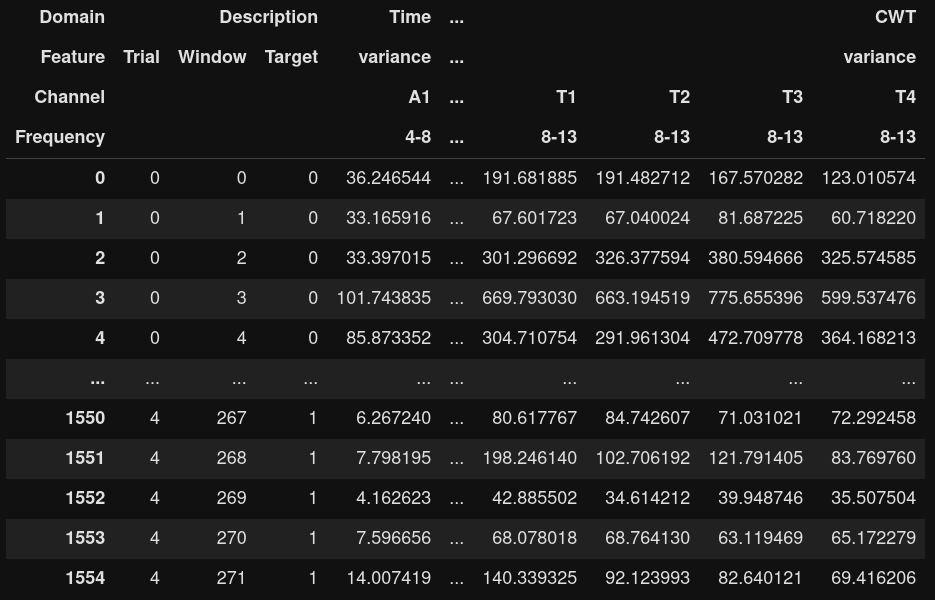 Domain Description Time ... CWT
Feature Trial Window Target variance ... variance
Channel A1 ... T1 T2 T3 T4
Frequency 4-8 ... 8-13 8-13 8-13 8-13
0 0 0 0 36.246544 ... 191.681885 191.482712 167.570282 123.010574
1 0 1 0 33.165916 ... 67.601723 67.040024 81.687225 60.718220
2 0 2 0 33.397015 ... 301.296692 326.377594 380.594666 325.574585
3 0 3 0 101.743835 ... 669.793030 663.194519 775.655396 599.537476
4 0 4 0 85.873352 ... 304.710754 291.961304 472.709778 364.168213
... ... ... ... ... ... ... ... ... ...
1550 4 267 1 6.267240 ... 80.617767 84.742607 71.031021 72.292458
1551 4 268 1 7.798195 ... 198.246140 102.706192 121.791405 83.769760
1552 4 269 1 4.162623 ... 42.885502 34.614212 39.948746 35.507504
1553 4 270 1 7.596656 ... 68.078018 68.764130 63.119469 65.172279
1554 4 271 1 14.007419 ... 140.339325 92.123993 82.640121 69.416206